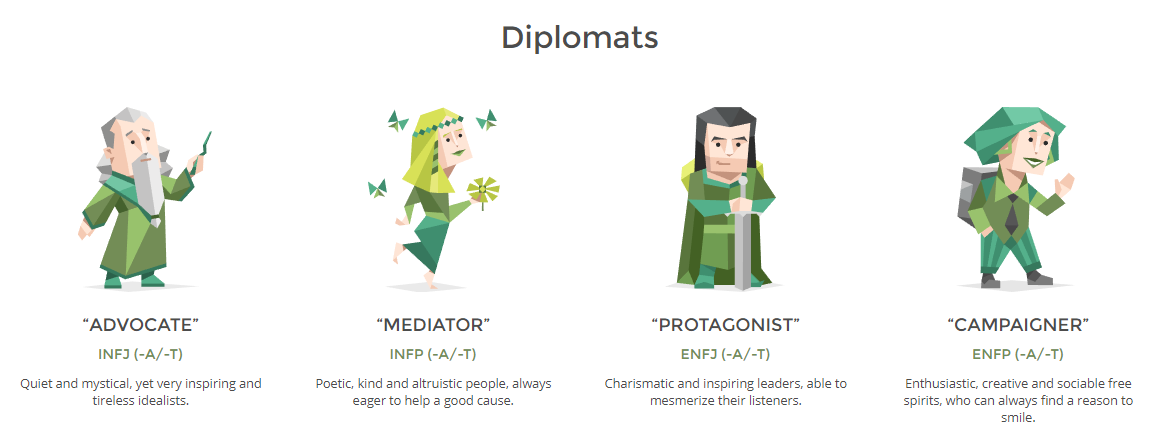 Diplomats
“ADVOCATE”
INFJ (-A/-T)
Quiet and mystical, yet very inspiring and
tireless idealists.
“MEDIATOR”
INFP (-A/-T)
Poetic, kind and altruistic people, always
eager to help a good cause.
“PROTAGONIST”
ENFJ (-A/-T)
Charismatic and inspiring leaders, able to
mesmerize their listeners.
“CAMPAIGNER”
ENFP (-A/-T)
Enthusiastic, creative and sociable free
spirits, who can always find a reason to
smile.